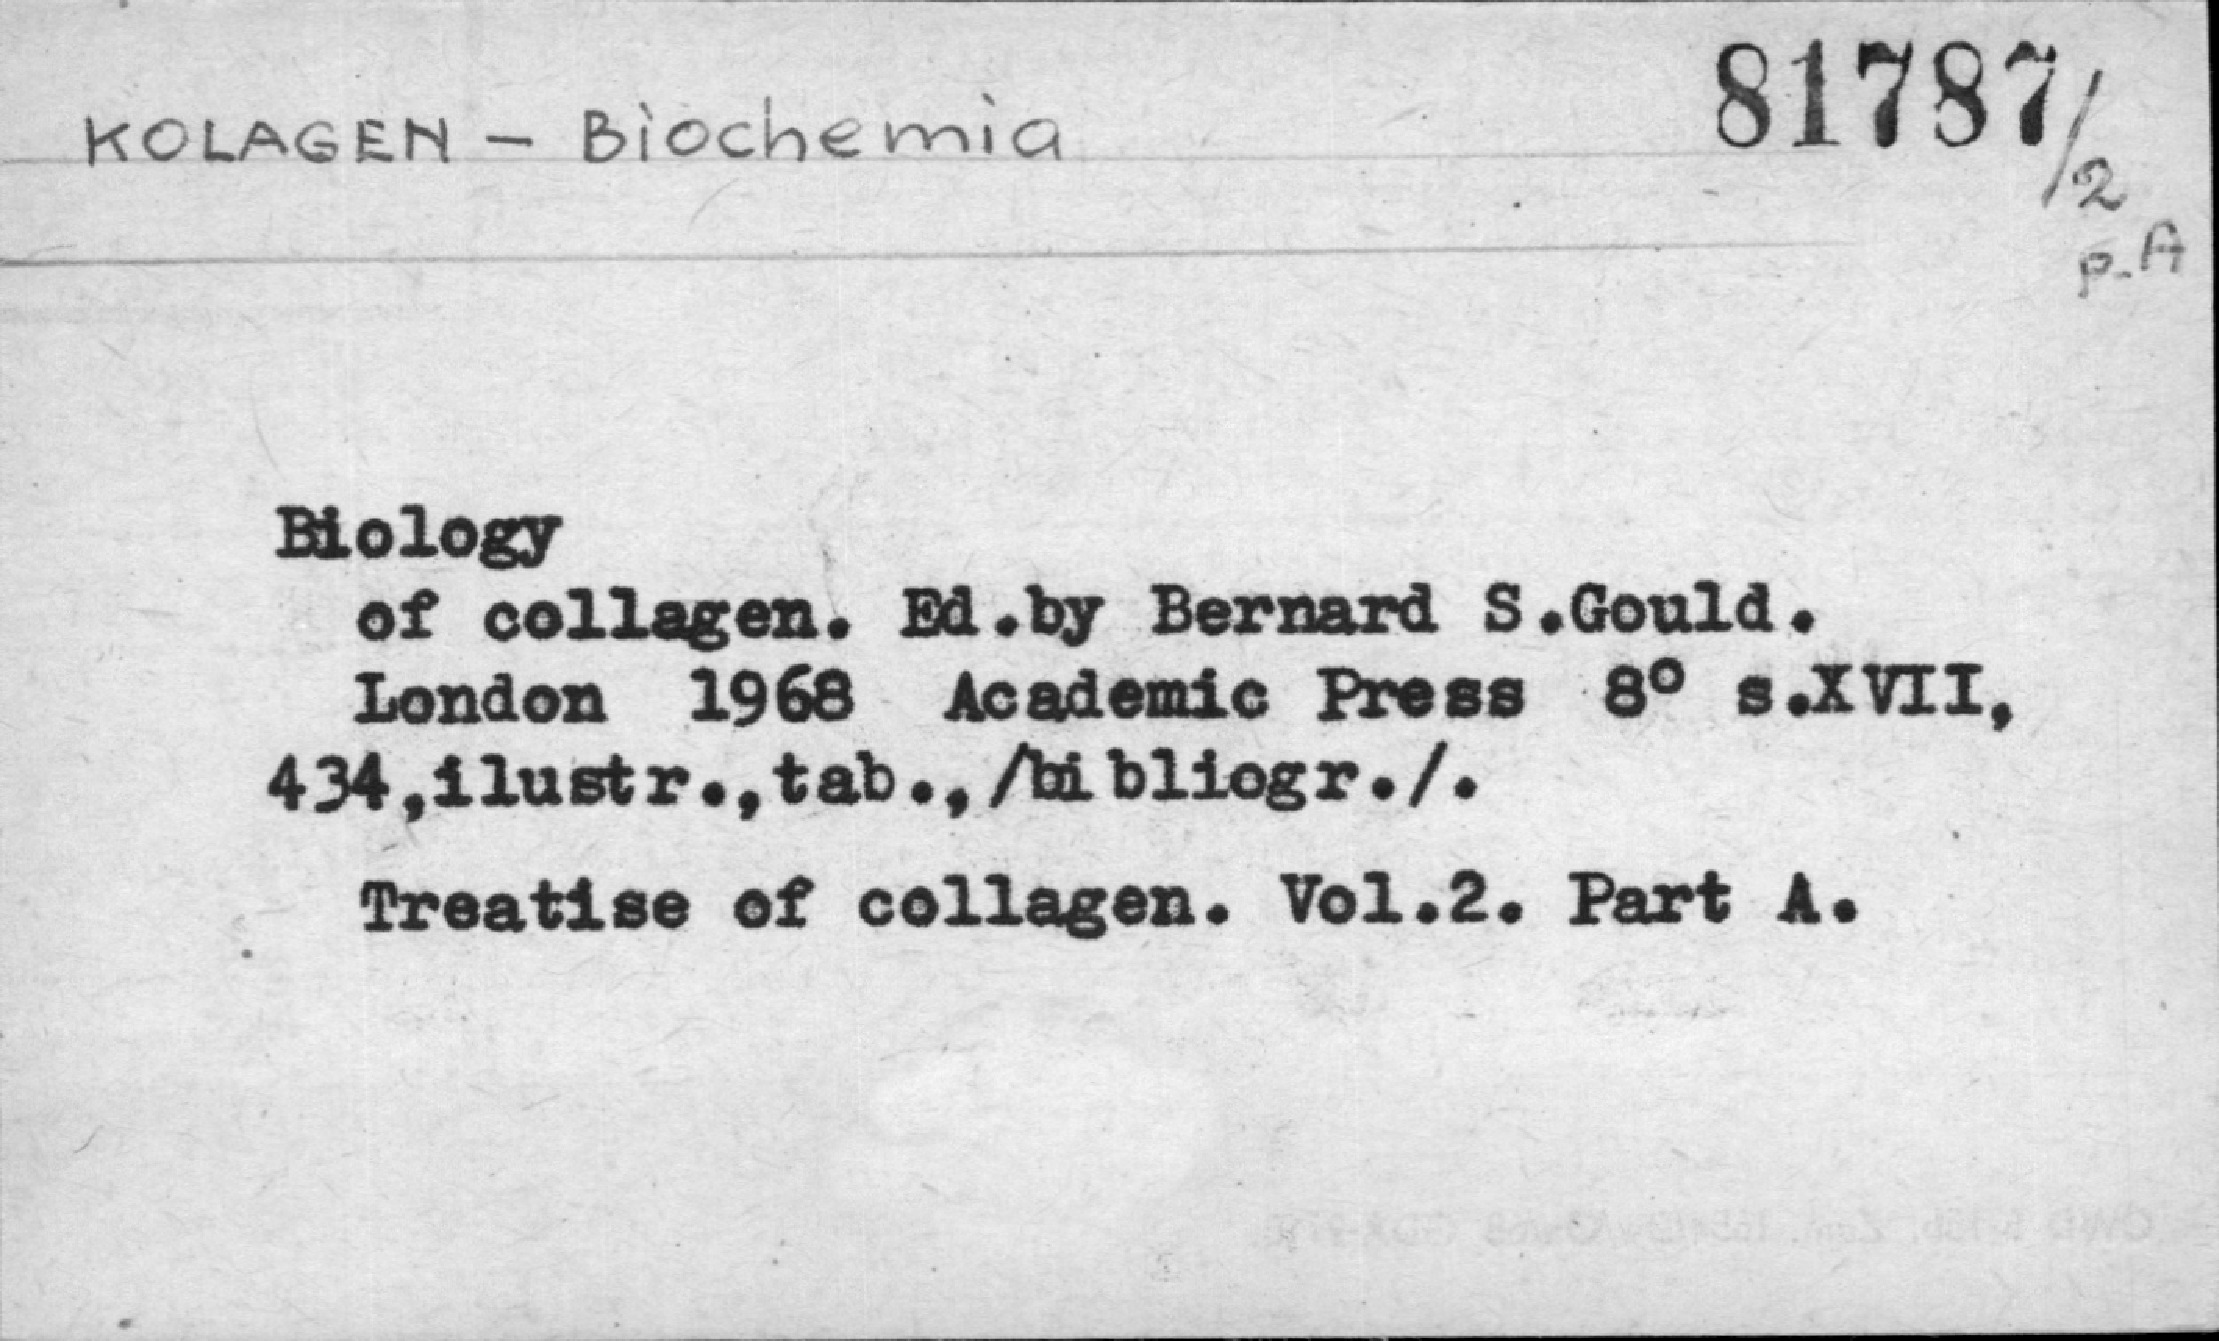 81787/2
p.A
KOLAGEN - Biochemia
Biology
of collagen. Ed.by Bernard S.Gould.
London 1968 Academic Press 8° s.XVII,
434,ilustr.,tab.,/bibliogr./.
Treatise of collagen. Vol.2. Part A.